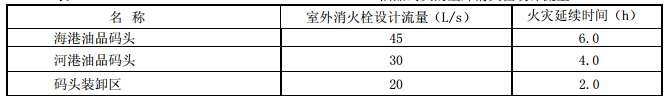 名 称 室外消火栓设计流量（L/s） 火灾延续时间（h）
海港油品码头 45 6.0
河港油品码头 30 4.0
码头装卸区 20 2.0